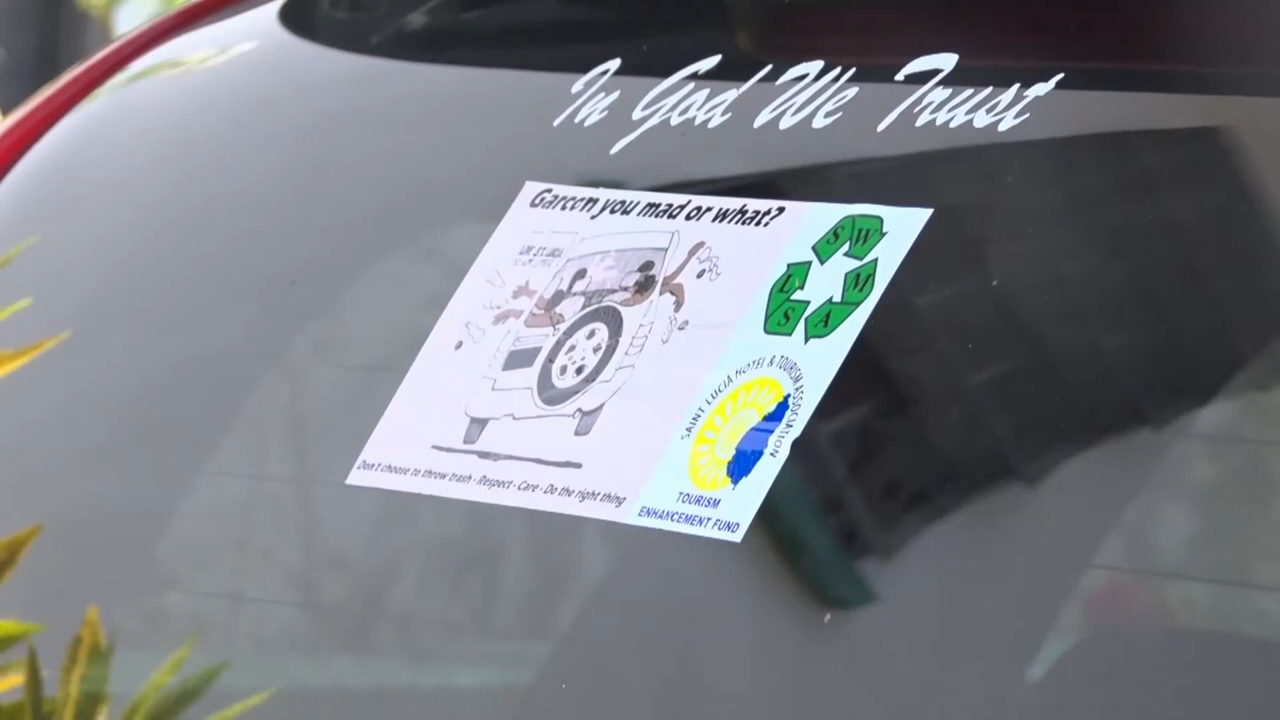 In God We Trust
Garcon you mad or what?
S W M A S L
SAINT LUCIA HOTEL & TOURISM ASSOCIATION
TOURISM
ENHANCEMENT FUND
Don't choose to throw trash - Respect - Care - Do the right thing